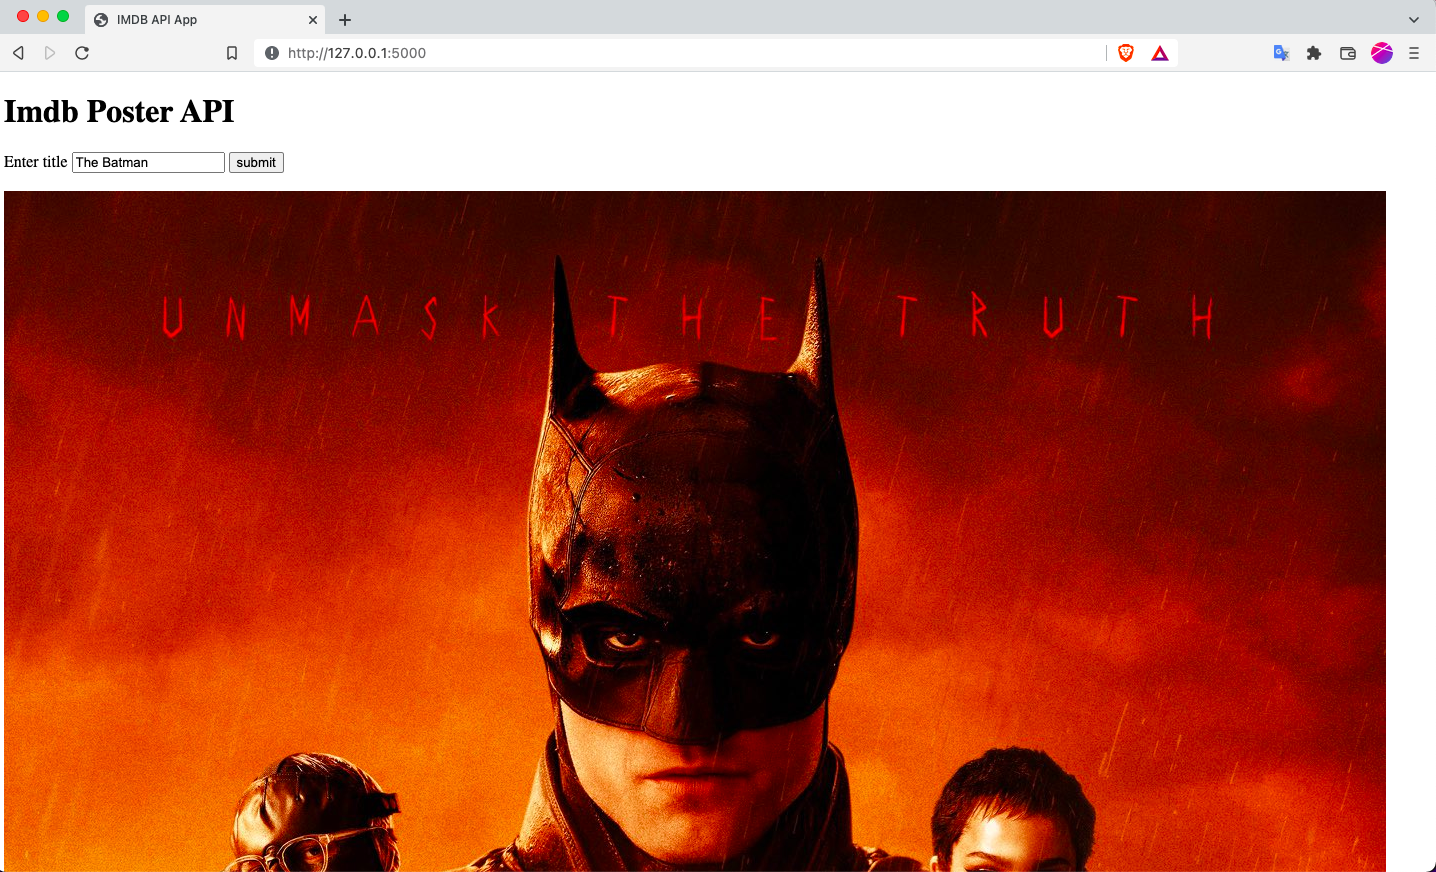 IMDB API App
http://127.0.0.1:5000
Imdb Poster API
Enter title The Batman submit
UNMASK THE TRUTH